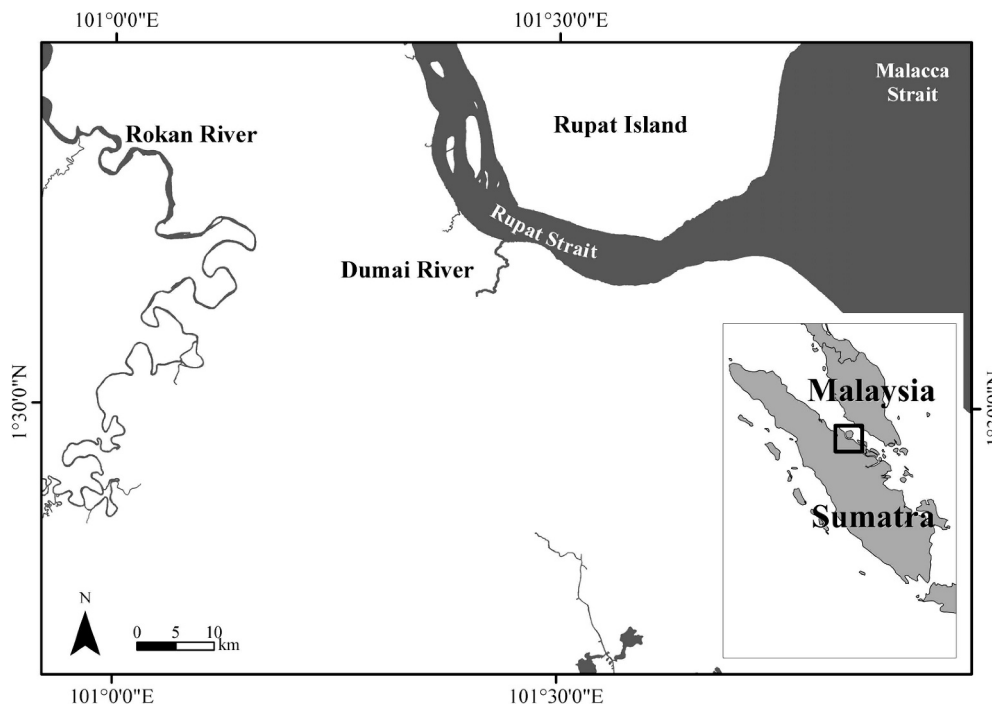 101°0'0"E
101°30'0"E
Malacca
Strait
Rokan River
Rupat Island
Rupat Strait
Dumai River
1°30'0"N
Malaysia
Sumatra
N
0 5 10
km
101°0'0"E
101°30'0"E